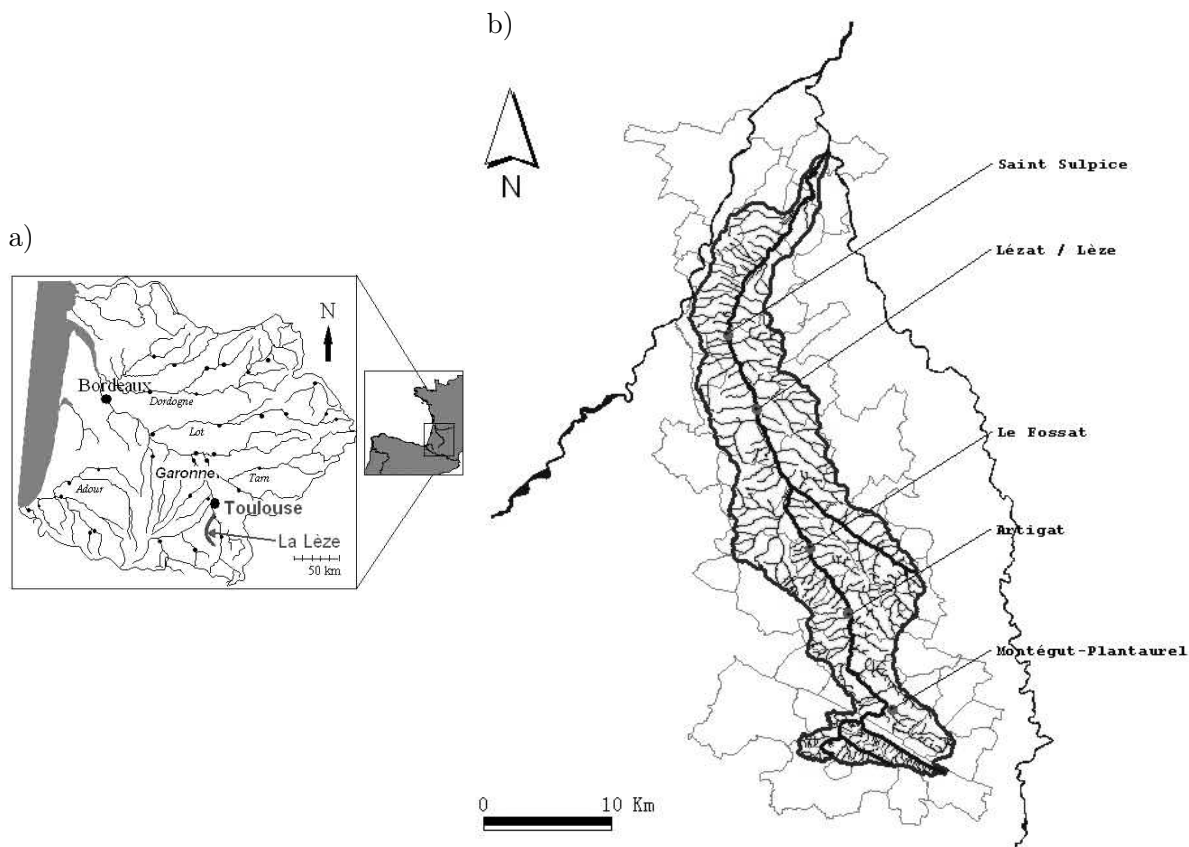 b)
N
Saint Sulpice
a)
Lézat / Lèze
N
Bordeaux
Dordogne
Lot
Le Fossat
Garonne
Tarn
Adour
Toulouse
Artigat
La Lèze
50 km
Montégut-Plantaurel
0 10 Km